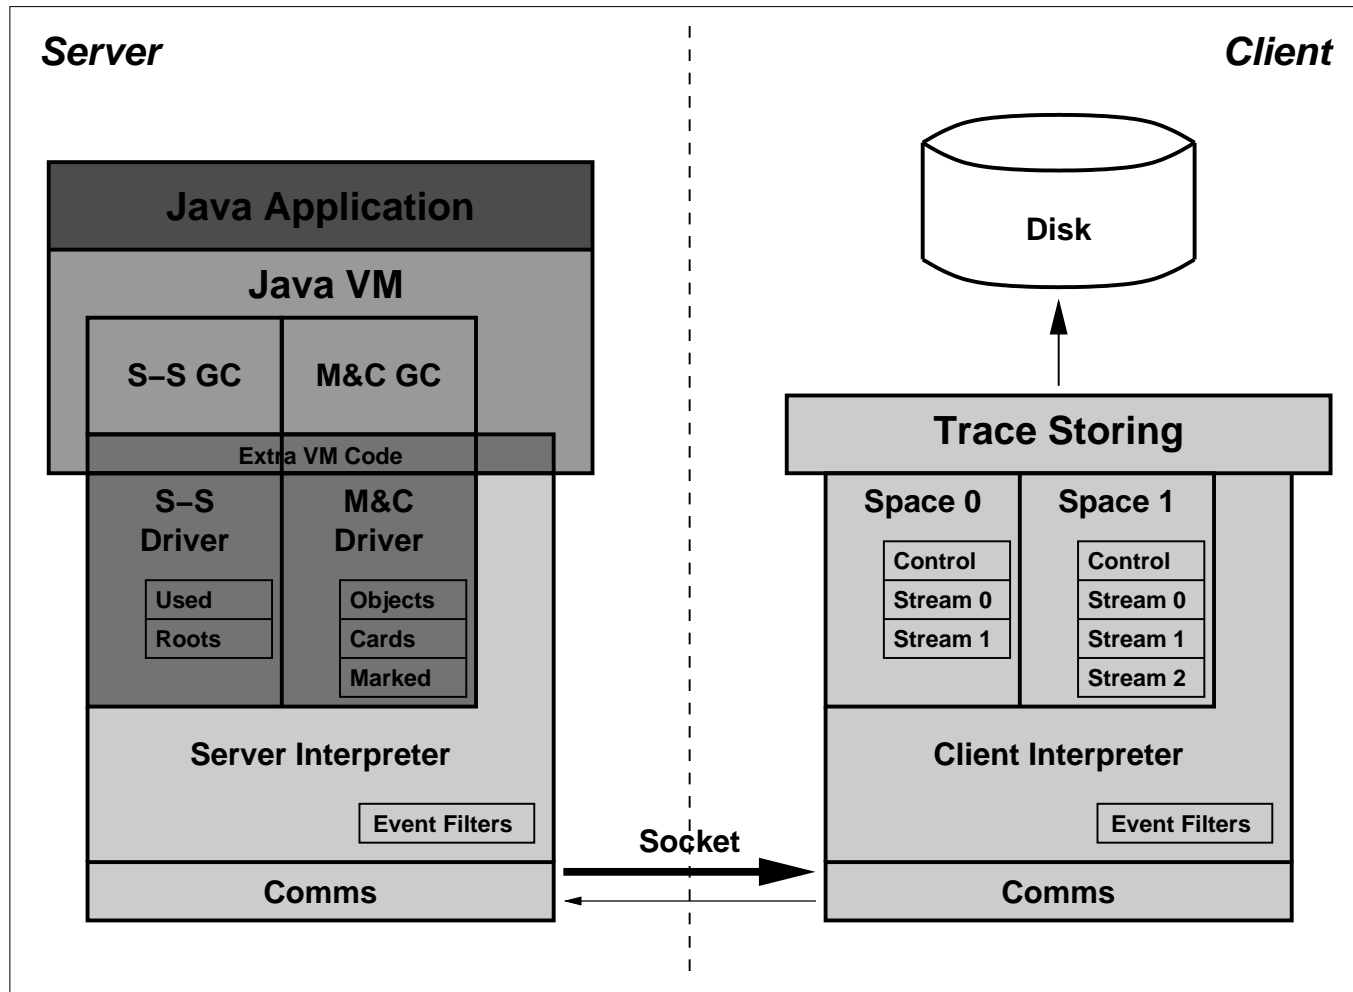 Server
Client
Java Application
Java VM
S–S GC
M&C GC
Extra VM Code
S–S
Driver
M&C
Driver
Used
Roots
Objects
Cards
Marked
Server Interpreter
Event Filters
Comms
Socket
Disk
Trace Storing
Space 0
Space 1
Control
Stream 0
Stream 1
Control
Stream 0
Stream 1
Stream 2
Client Interpreter
Event Filters
Comms